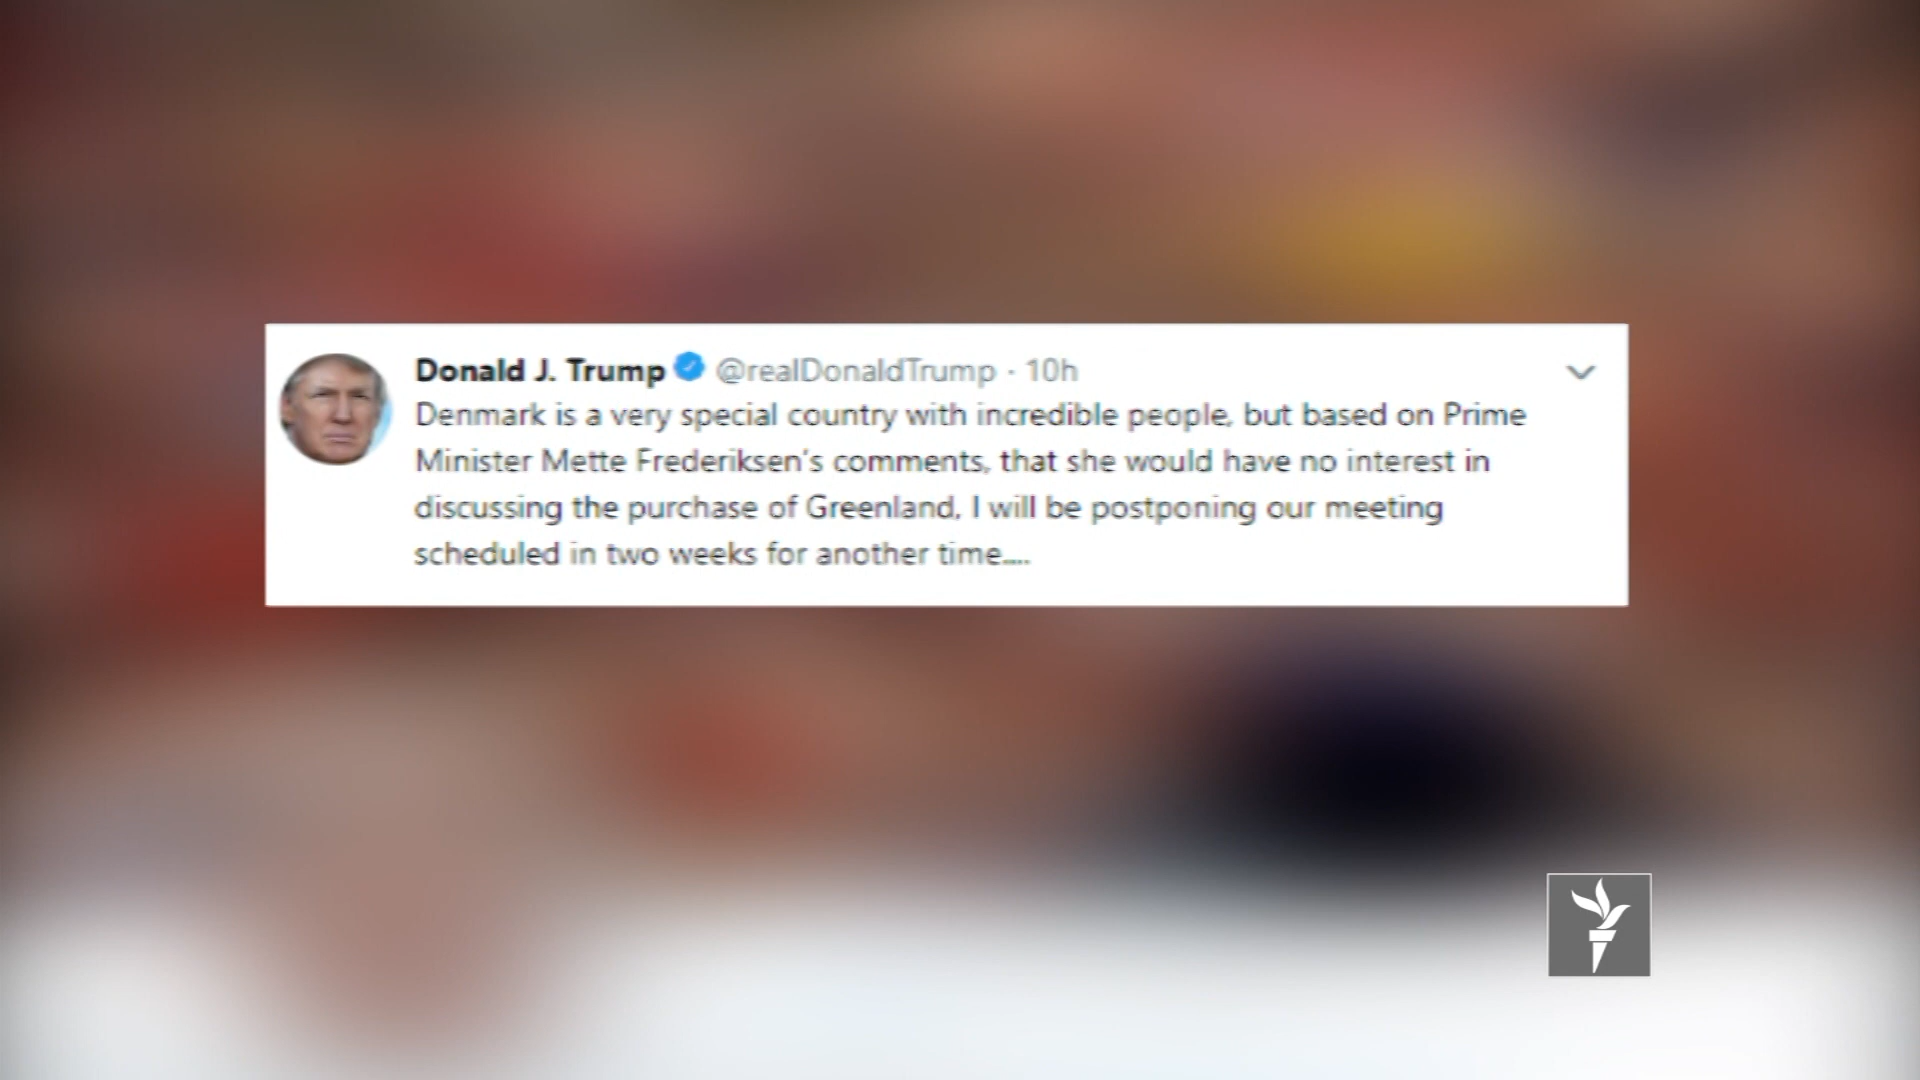 Donald J. Trump @realDonaldTrump · 10h
Denmark is a very special country with incredible people, but based on Prime
Minister Mette Frederiksen's comments, that she would have no interest in
discussing the purchase of Greenland, I will be postponing our meeting
scheduled in two weeks for another time....